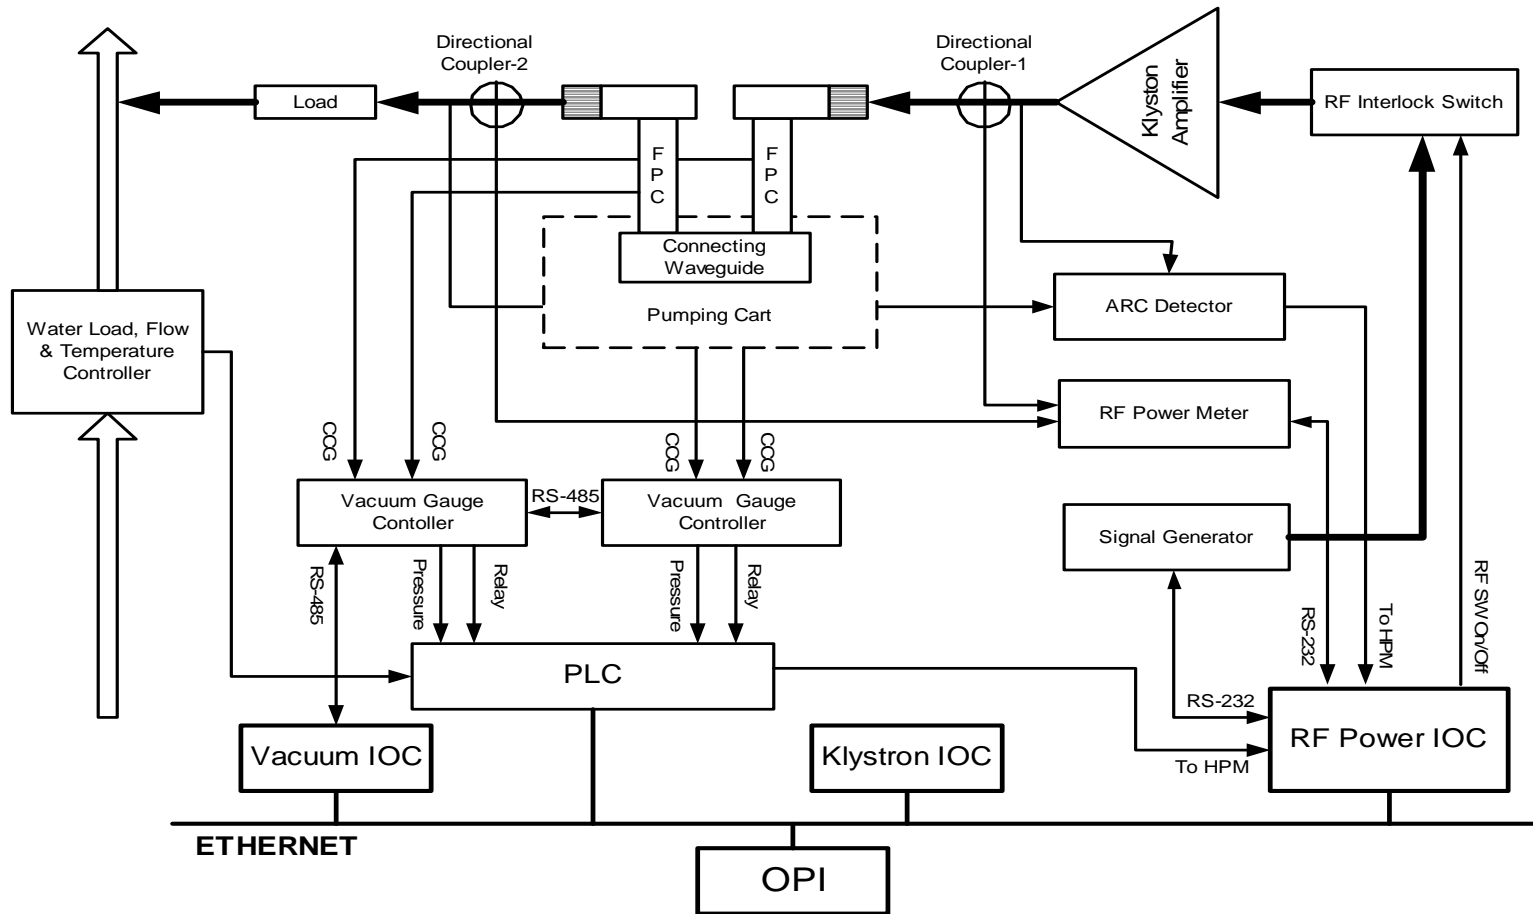 Directional
Coupler-2
Directional
Coupler-1
Load
Klyston
Amplifier
RF Interlock Switch
F
P
C
F
P
C
Connecting
Waveguide
Pumping Cart
ARC Detector
Water Load, Flow
& Temperature
Controller
RF Power Meter
CCG
CCG
CCG
CCG
Vacuum Gauge
Contoller
RS-485
Vacuum Gauge
Controller
Signal Generator
RS-485
Pressure
Relay
Pressure
Relay
RS-232
To HPM
RF SW On/Off
PLC
RS-232
To HPM
Vacuum IOC
Klystron IOC
RF Power IOC
ETHERNET
OPI